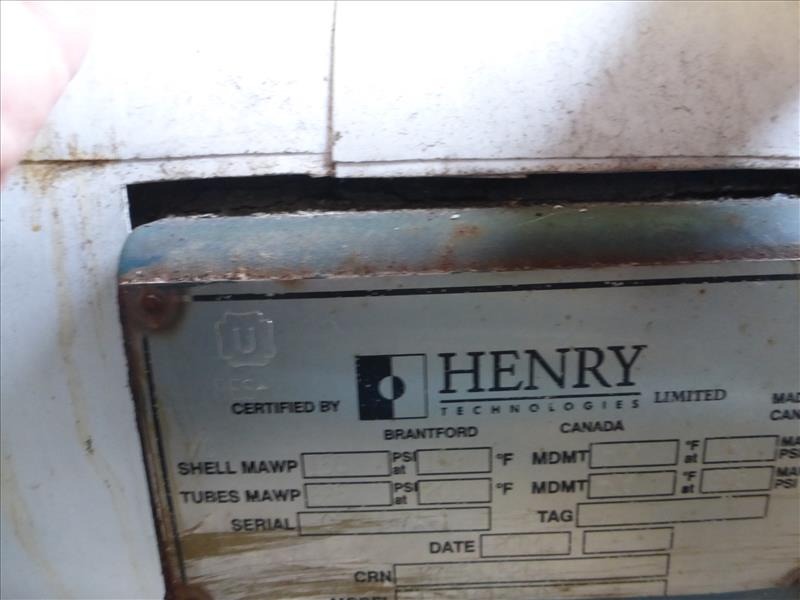 U
CERTIFIED BY HENRY
TECHNOLOGIES LIMITED
BRANTFORD CANADA
SHELL MAWP PSI at °F MDMT °F at PSI
TUBES MAWP PSI at °F MDMT °F at PSI
SERIAL TAG
DATE
CRN